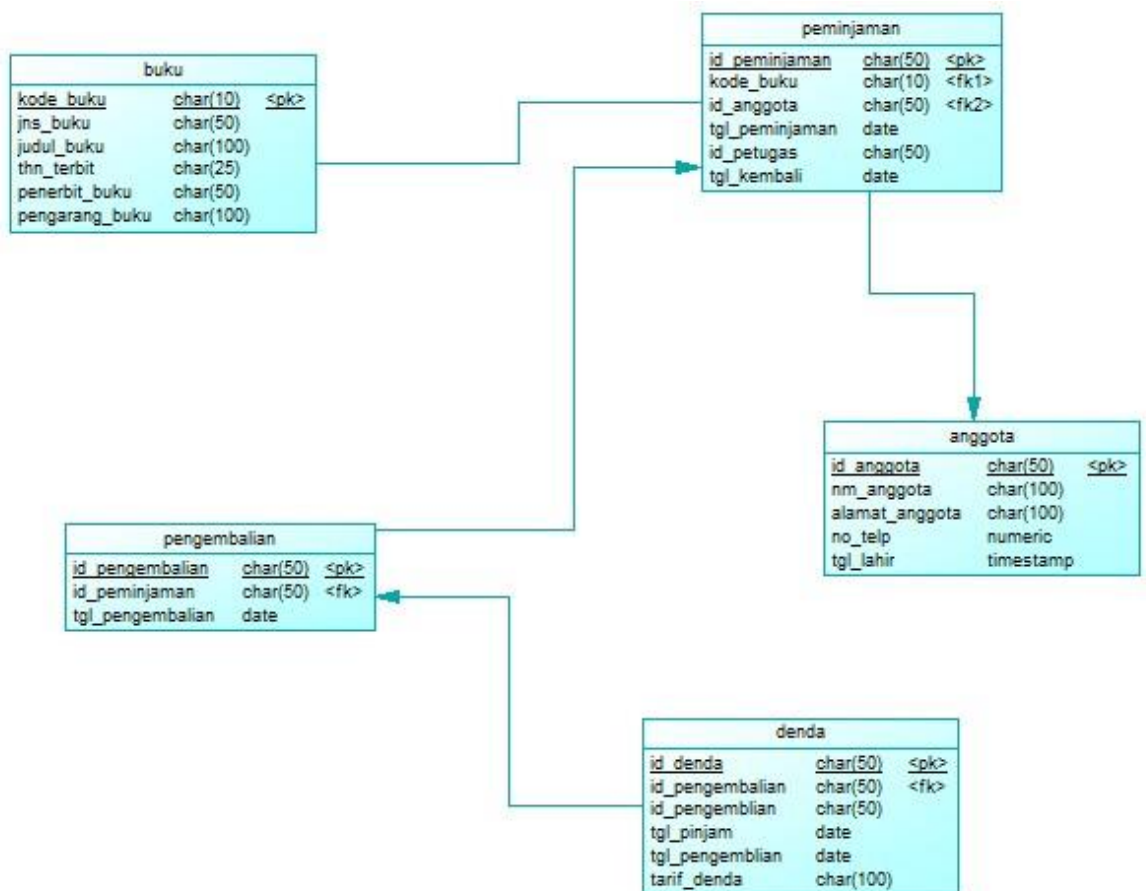 buku
kode_buku char(10) <pk>
jns_buku char(50)
judul_buku char(100)
thn_terbit char(25)
penerbit_buku char(50)
pengarang_buku char(100)
peminjaman
id_peminjaman char(50) <pk>
kode_buku char(10) <fk1>
id_anggota char(50) <fk2>
tgl_peminjaman date
id_petugas char(50)
tgl_kembali date
anggota
id_anggota char(50) <pk>
nm_anggota char(100)
alamat_anggota char(100)
no_telp numeric
tgl_lahir timestamp
pengembalian
id_pengembalian char(50) <pk>
id_peminjaman char(50) <fk>
tgl_pengembalian date
denda
id_denda char(50) <pk>
id_pengembalian char(50) <fk>
id_pengemblian char(50)
tgl_pinjam date
tgl_pengemblian date
tarif_denda char(100)